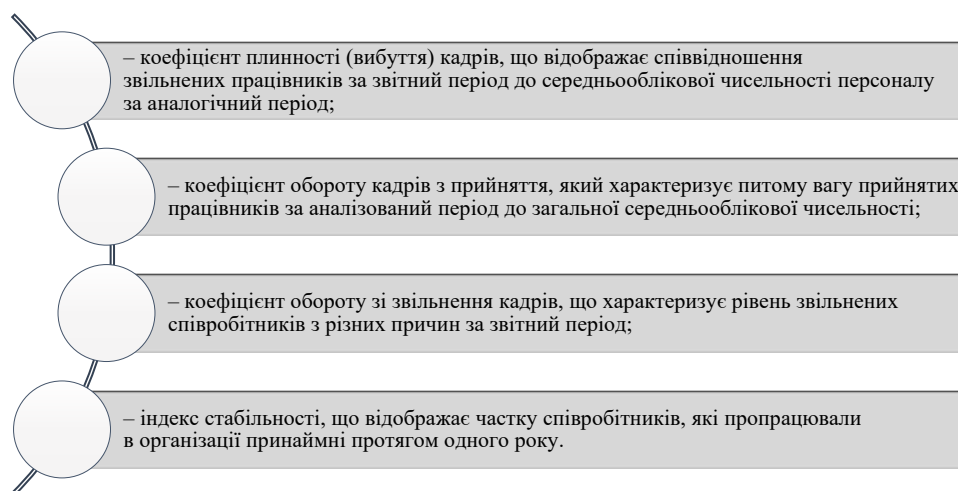 – коефіцієнт плинності (вибуття) кадрів, що відображає співвідношення
звільнених працівників за звітний період до середньооблікової чисельності персоналу
за аналогічний період;
– коефіцієнт обороту кадрів з прийняття, який характеризує питому вагу прийнятих
працівників за аналізований період до загальної середньооблікової чисельності;
– коефіцієнт обороту зі звільнення кадрів, що характеризує рівень звільнених
співробітників з різних причин за звітний період;
– індекс стабільності, що відображає частку співробітників, які пропрацювали
в організації принаймні протягом одного року.